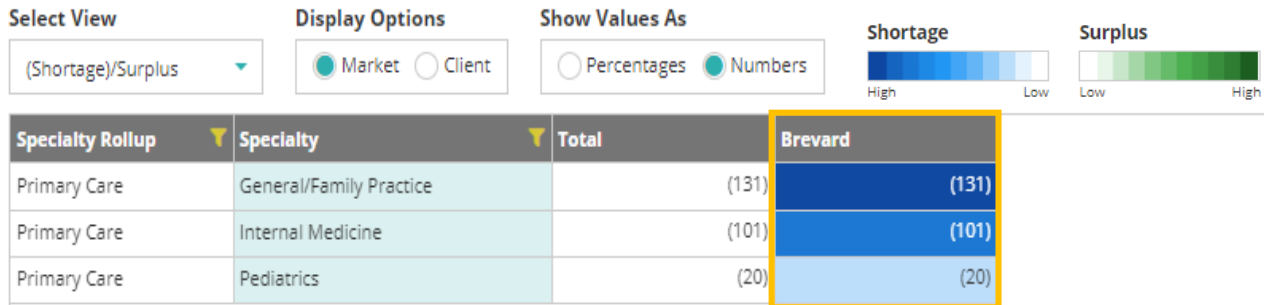 Select View
Display Options
Show Values As
Shortage
Surplus
(Shortage)/Surplus
Market Client
Percentages Numbers
High Low
Low High
Specialty Rollup Specialty Total Brevard
Primary Care General/Family Practice (131) (131)
Primary Care Internal Medicine (101) (101)
Primary Care Pediatrics (20) (20)